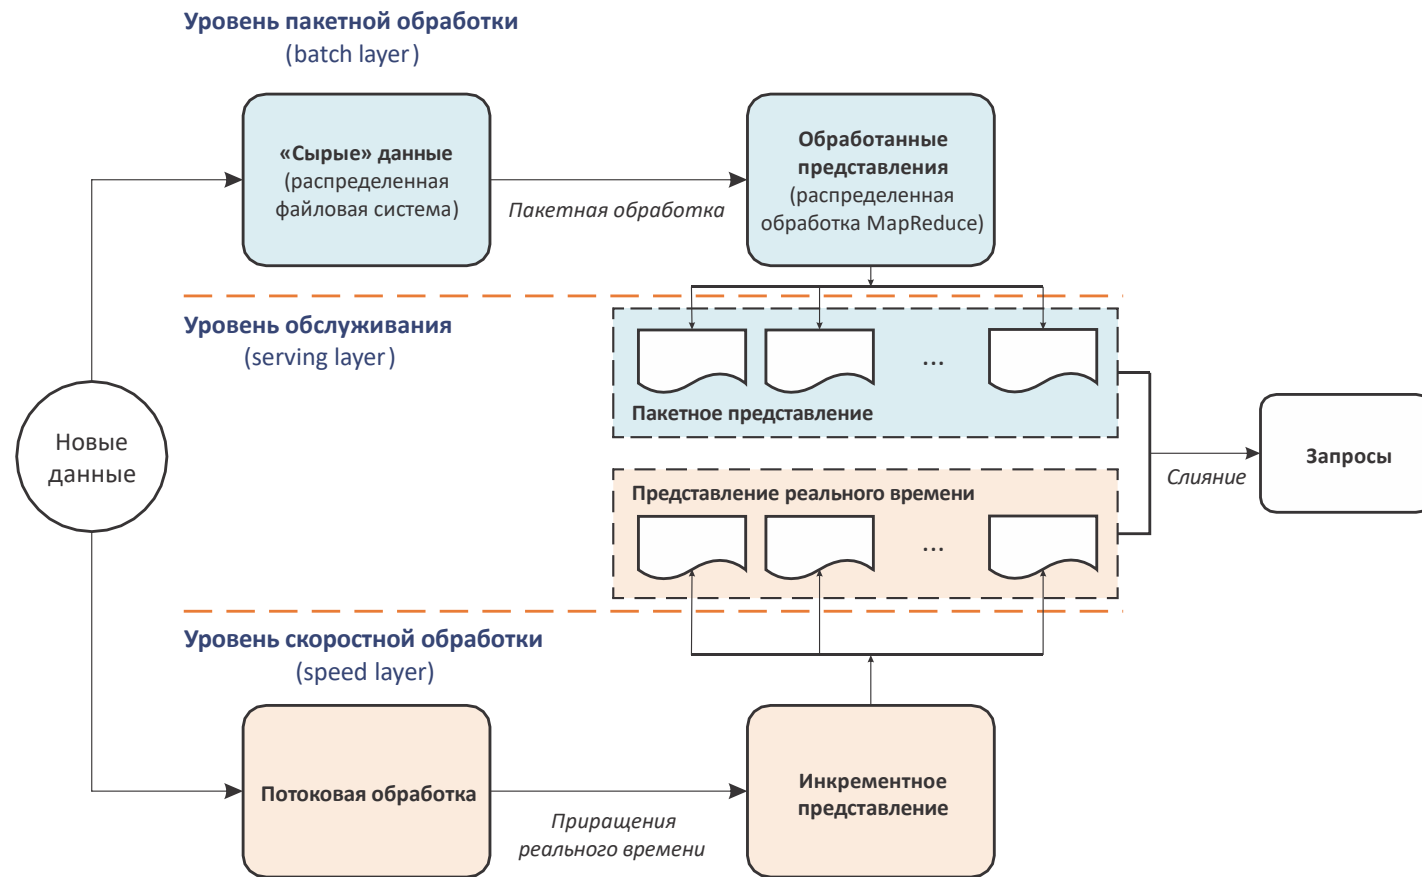 Уровень пакетной обработки
(batch layer)
«Сырые» данные
(распределенная
файловая система)
Пакетная обработка
Обработанные
представления
(распределенная
обработка MapReduce)
Уровень обслуживания
(serving layer)
...
Пакетное представление
Новые
данные
Представление реального времени
...
Слияние
Запросы
Уровень скоростной обработки
(speed layer)
Потоковая обработка
Приращения
реального времени
Инкрементное
представление